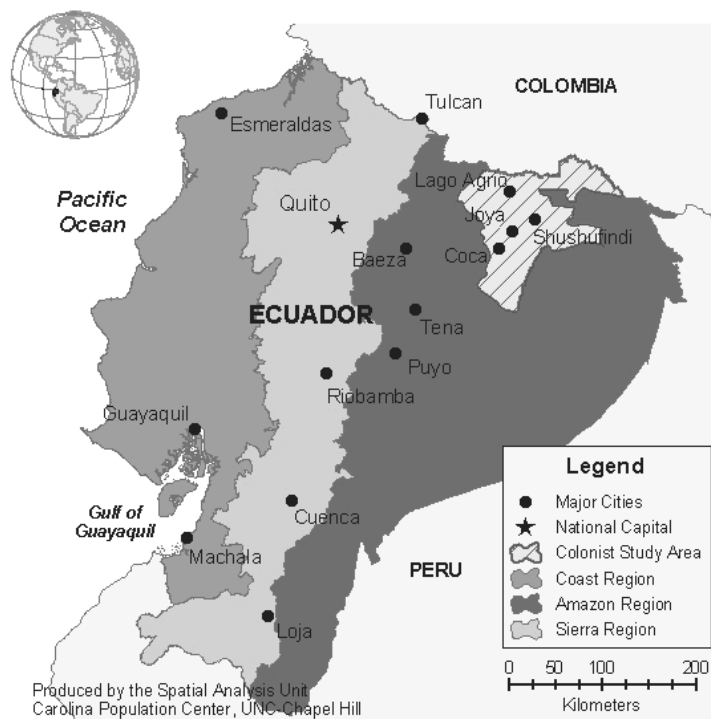 COLOMBIA
Tulcan
Esmeraldas
Lago Agrio
Pacific
Ocean
Quito
Joya
Shushufindi
Baeza
Coca
ECUADOR
Tena
Puyo
Riobamba
Guayaquil
Legend
Major Cities
National Capital
Colonist Study Area
Coast Region
Amazon Region
Sierra Region
Gulf of
Guayaquil
Cuenca
Machala
PERU
Loja
0 50 100 200
Kilometers
Produced by the Spatial Analysis Unit
Carolina Population Center, UNC-Chapel Hill